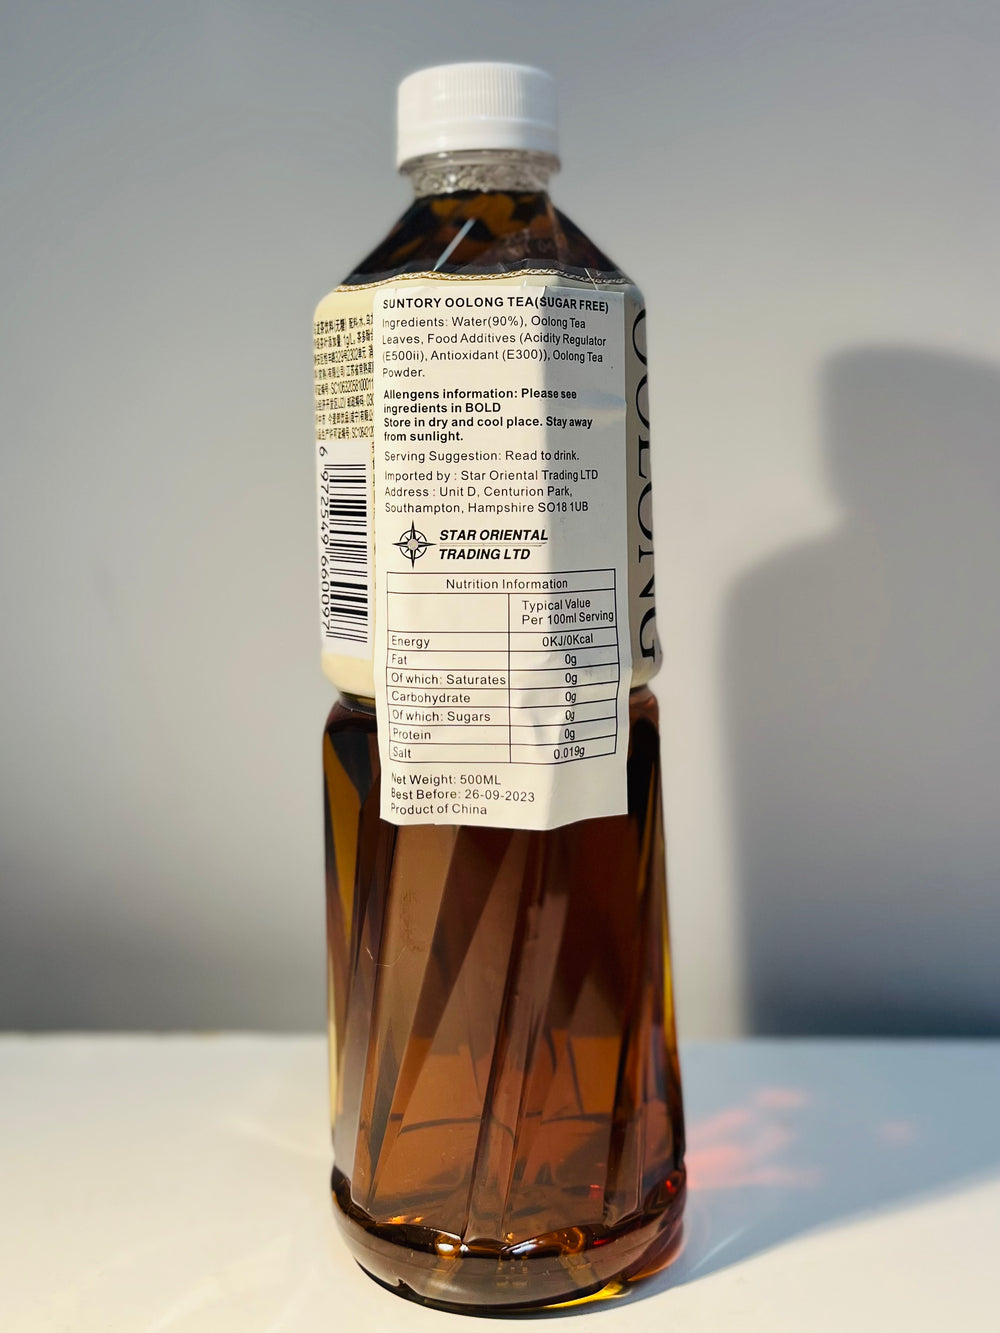 SUNTORY OOLONG TEA(SUGAR FREE)
Ingredients: Water(90%), Oolong Tea
Leaves, Food Additives (Acidity Regulator
(E500ii), Antioxidant (E300)), Oolong Tea
Powder.
Allengens information: Please see
ingredients in BOLD
Store in dry and cool place. Stay away
from sunlight.
Serving Suggestion: Ready to drink.
Imported by : Star Oriental Trading LTD
Address : Unit D, Centurion Park,
Southampton, Hampshire SO18 1UB
STAR ORIENTAL
TRADING LTD
Nutrition Information
Typical Value
Per 100ml Serving
Energy 0KJ/0Kcal
Fat 0g
Of which: Saturates 0g
Carbohydrate 0g
Of which: Sugars 0g
Protein 0g
Salt 0.019g
Net Weight: 500ML
Best Before: 26-09-2023
Product of China
6 972549 660097
OOLONG